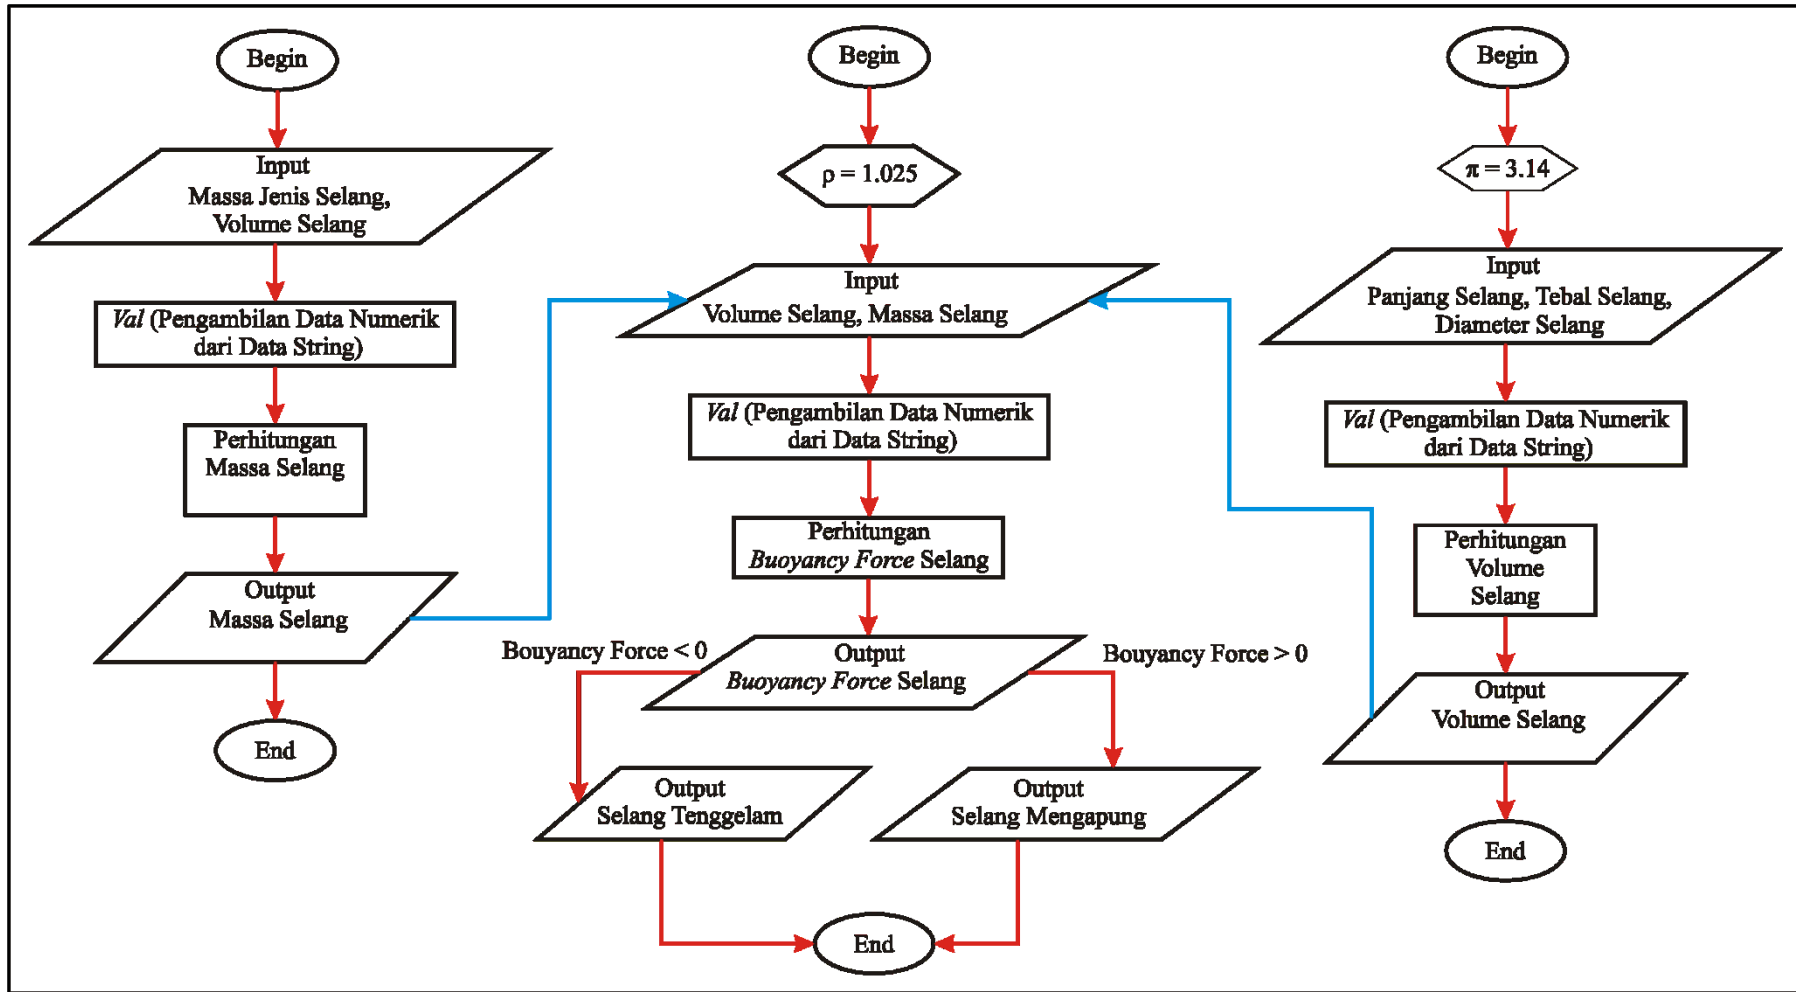 Begin
Input
Massa Jenis Selang,
Volume Selang
Val (Pengambilan Data Numerik
dari Data String)
Perhitungan
Massa Selang
Output
Massa Selang
End
Begin
ρ = 1.025
Input
Volume Selang, Massa Selang
Val (Pengambilan Data Numerik
dari Data String)
Perhitungan
Buoyancy Force Selang
Output
Buoyancy Force Selang
Bouyancy Force < 0
Bouyancy Force > 0
Output
Selang Tenggelam
Output
Selang Mengapung
End
Begin
π = 3.14
Input
Panjang Selang, Tebal Selang,
Diameter Selang
Val (Pengambilan Data Numerik
dari Data String)
Perhitungan
Volume
Selang
Output
Volume Selang
End